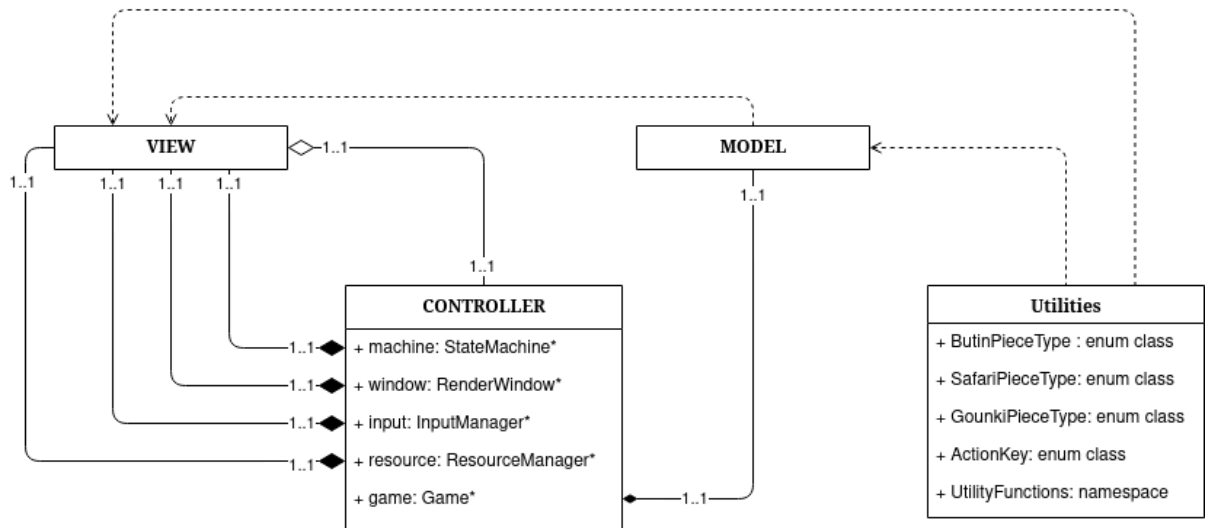 VIEW
MODEL
1..1
1..1
1..1
1..1
1..1
1..1
1..1
CONTROLLER
+ machine: StateMachine*
+ window: RenderWindow*
+ input: InputManager*
+ resource: ResourceManager*
+ game: Game*
1..1
1..1
1..1
1..1
1..1
Utilities
+ ButinPieceType : enum class
+ SafariPieceType: enum class
+ GounkiPieceType: enum class
+ ActionKey: enum class
+ UtilityFunctions: namespace